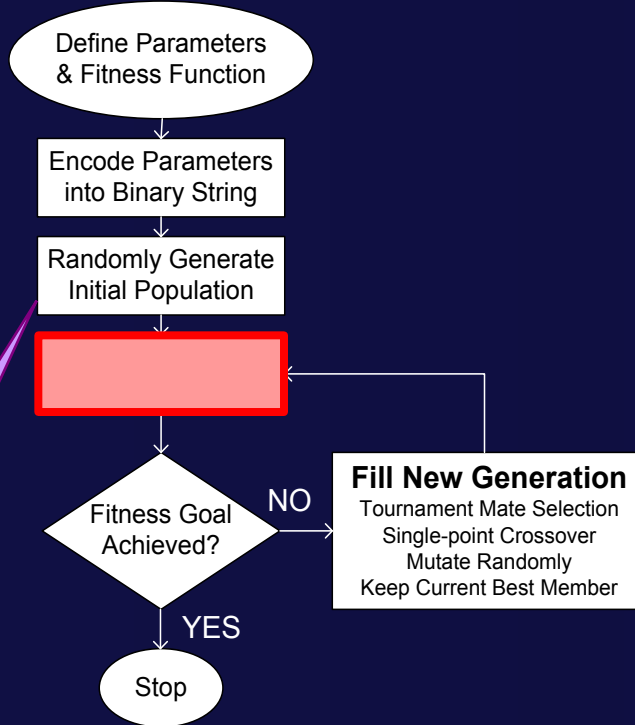 Define Parameters
& Fitness Function
Encode Parameters
into Binary String
Randomly Generate
Initial Population
Fitness Goal
Achieved?
NO
YES
Fill New Generation
Tournament Mate Selection
Single-point Crossover
Mutate Randomly
Keep Current Best Member
Stop